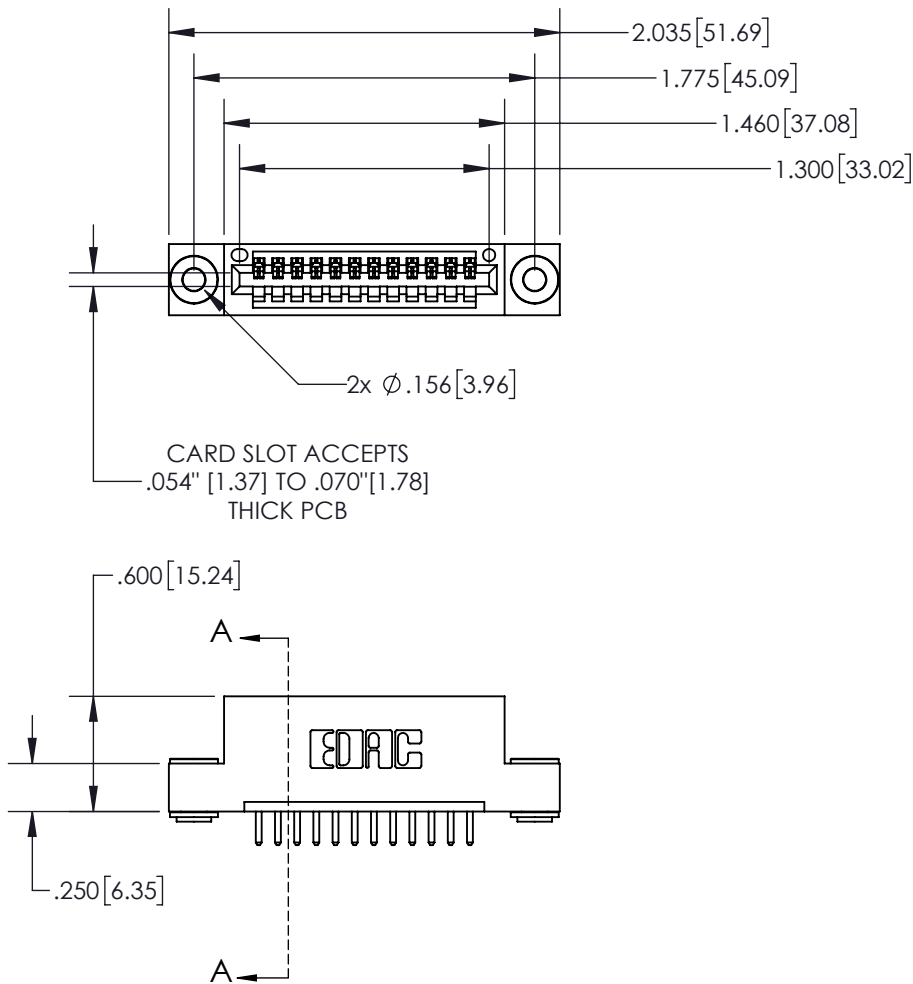 2.035[51.69]
1.775[45.09]
1.460[37.08]
1.300[33.02]
2x ∅.156[3.96]
CARD SLOT ACCEPTS
.054" [1.37] TO .070"[1.78]
THICK PCB
.600[15.24]
A
EDAC
.250[6.35]
A